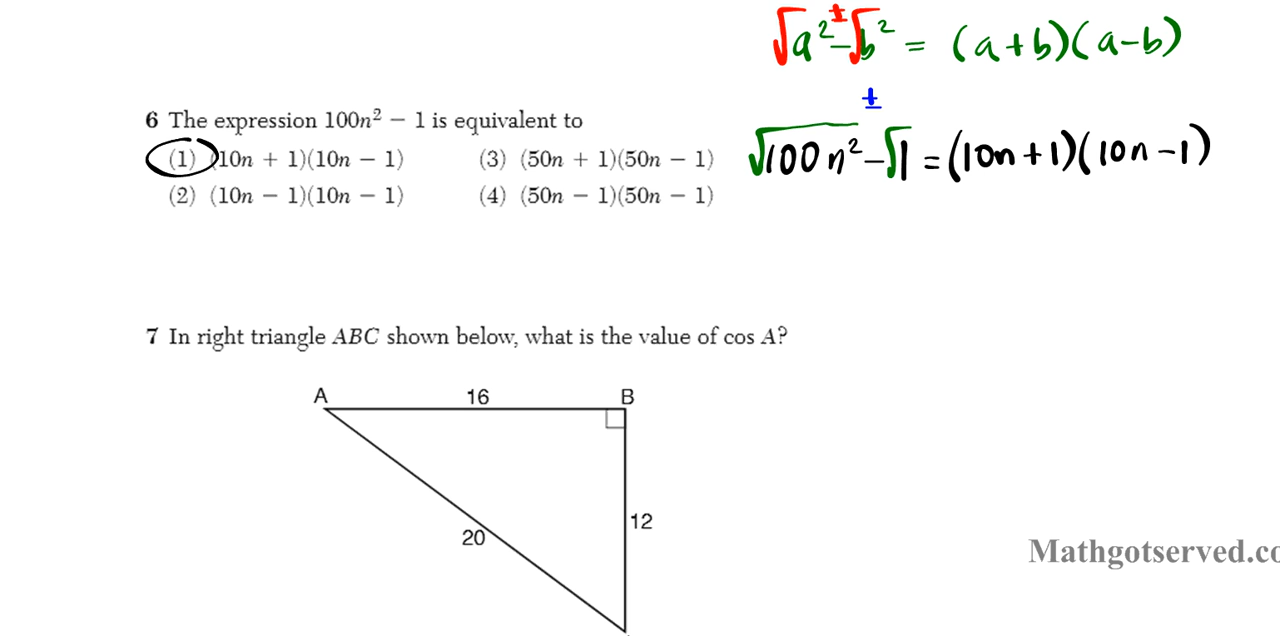 √a² ± √b² = (a+b)(a-b)
±
6 The expression 100n² − 1 is equivalent to
(1) (10n + 1)(10n − 1) (3) (50n + 1)(50n − 1)
√100n² - √1 = (10n+1)(10n-1)
(2) (10n − 1)(10n − 1) (4) (50n − 1)(50n − 1)
7 In right triangle ABC shown below, what is the value of cos A?
A 16 B
12
20
Mathgotserved.co